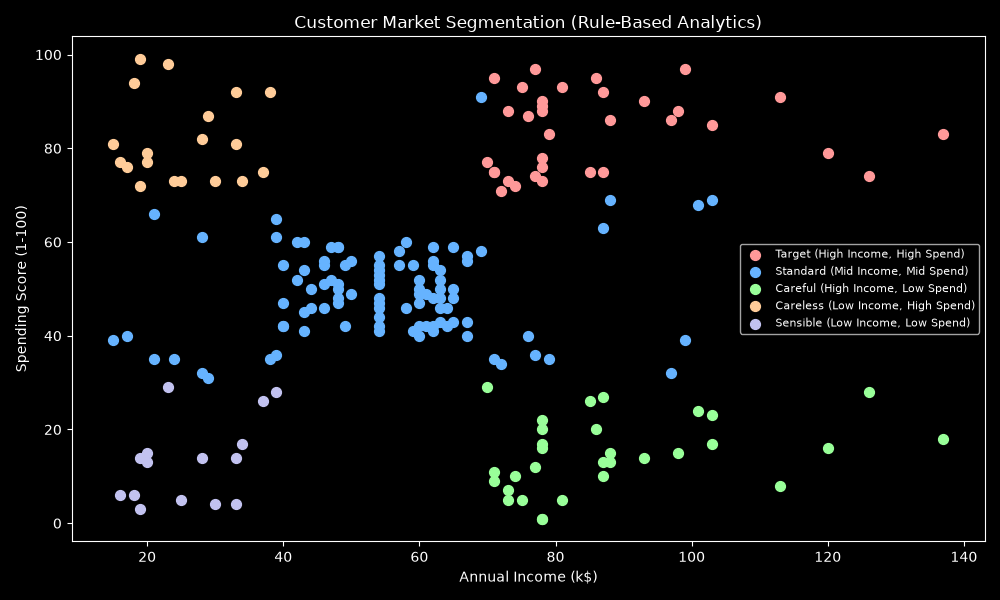 Customer Market Segmentation (Rule-Based Analytics)
Spending Score (1-100)
100
80
60
40
20
0
Target (High Income, High Spend)
Standard (Mid Income, Mid Spend)
Careful (High Income, Low Spend)
Careless (Low Income, High Spend)
Sensible (Low Income, Low Spend)
20 40 60 80 100 120 140
Annual Income (k$)